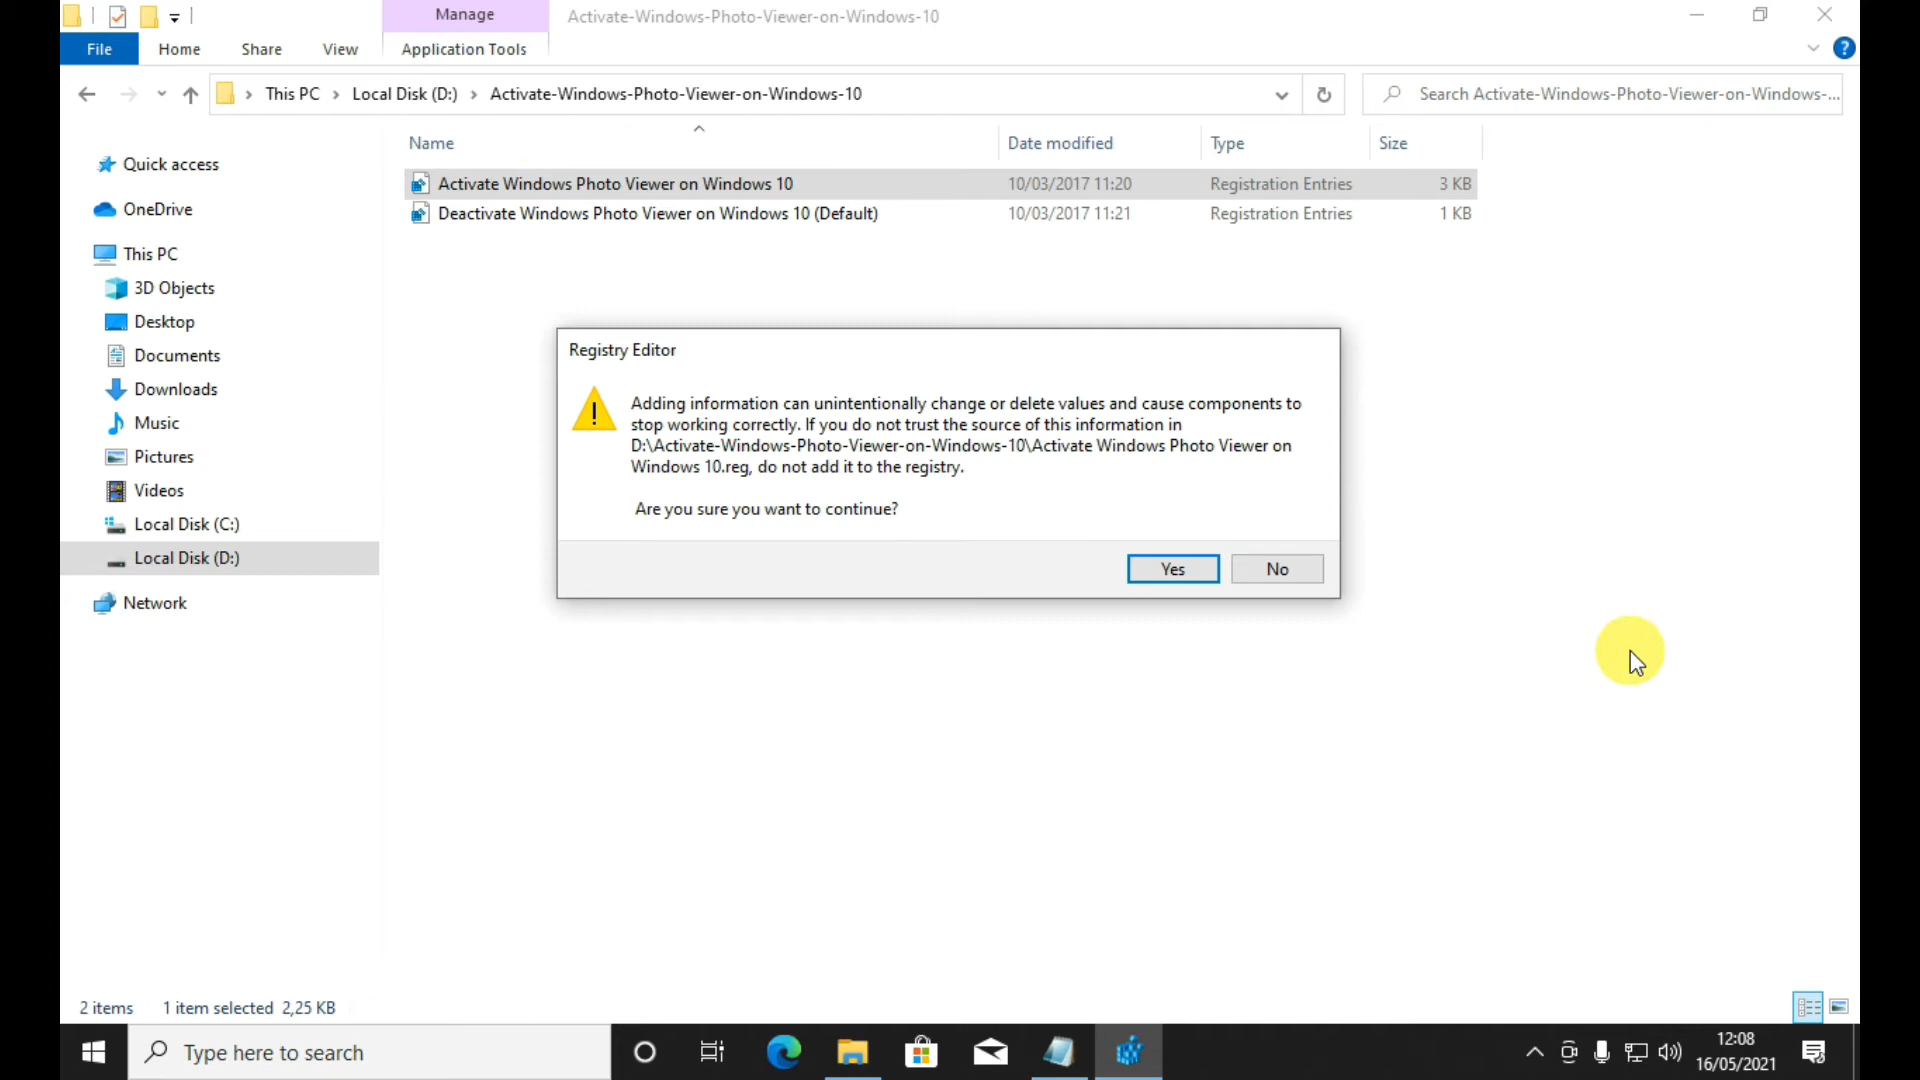 Manage
Activate-Windows-Photo-Viewer-on-Windows-10
File
Home
Share
View
Application Tools
This PC
Local Disk (D:)
Activate-Windows-Photo-Viewer-on-Windows-10
Search Activate-Windows-Photo-Viewer-on-Windows-...
Name
Date modified
Type
Size
Quick access
OneDrive
This PC
3D Objects
Desktop
Documents
Downloads
Music
Pictures
Videos
Local Disk (C:)
Local Disk (D:)
Network
Activate Windows Photo Viewer on Windows 10 10/03/2017 11:20 Registration Entries 3 KB
Deactivate Windows Photo Viewer on Windows 10 (Default) 10/03/2017 11:21 Registration Entries 1 KB
Registry Editor
Adding information can unintentionally change or delete values and cause components to
stop working correctly. If you do not trust the source of this information in
D:\Activate-Windows-Photo-Viewer-on-Windows-10\Activate Windows Photo Viewer on
Windows 10.reg, do not add it to the registry.
Are you sure you want to continue?
Yes
No
2 items
1 item selected 2,25 KB
Type here to search
12:08
16/05/2021